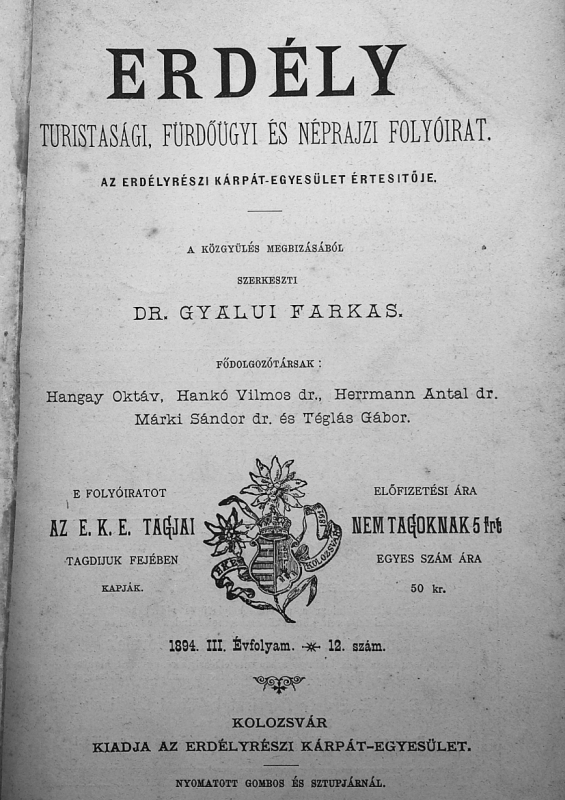 ERDÉLY
TURISTASÁGI, FÜRDŐÜGYI ÉS NÉPRAJZI FOLYÓIRAT.
AZ ERDÉLYRÉSZI KÁRPÁT-EGYESÜLET ÉRTESITŐJE.
A KÖZGYÜLÉS MEGBIZÁSÁBÓL
SZERKESZTI
DR. GYALUI FARKAS.
FŐDOLGOZÓTÁRSAK :
Hangay Oktáv, Hankó Vilmos dr., Herrmann Antal dr.
Márki Sándor dr. és Téglás Gábor.
E FOLYÓIRATOT
AZ E. K. E. TAGJAI
TAGDIJUK FEJÉBEN
KAPJÁK.
EKE
1891
KOLOZSVÁR
ELŐFIZETÉSI ÁRA
NEM TAGOKNAK 5 frt
EGYES SZÁM ÁRA
50 kr.
1894. III. Évfolyam. 12. szám.
KOLOZSVÁR
KIADJA AZ ERDÉLYRÉSZI KÁRPÁT-EGYESÜLET.
NYOMATOTT GOMBOS ÉS SZTUPJÁRNÁL.